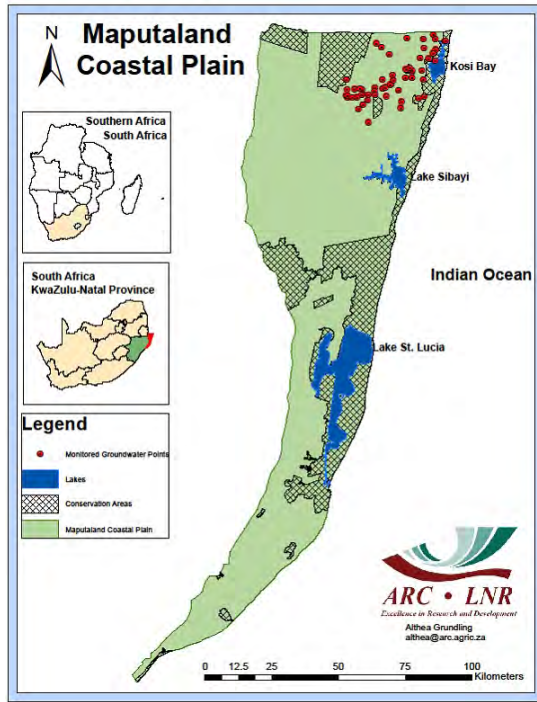 N
Maputaland
Coastal Plain
Kosi Bay
Southern Africa
South Africa
Lake Sibayi
South Africa
KwaZulu-Natal Province
Indian Ocean
Lake St. Lucia
Legend
Monitored Groundwater Points
Lakes
Conservation Areas
Maputaland Coastal Plain
ARC • LNR
Excellence in Research and Development
Althea Grundling
althea@arc.agric.za
0 12.5 25 50 75 100
Kilometers